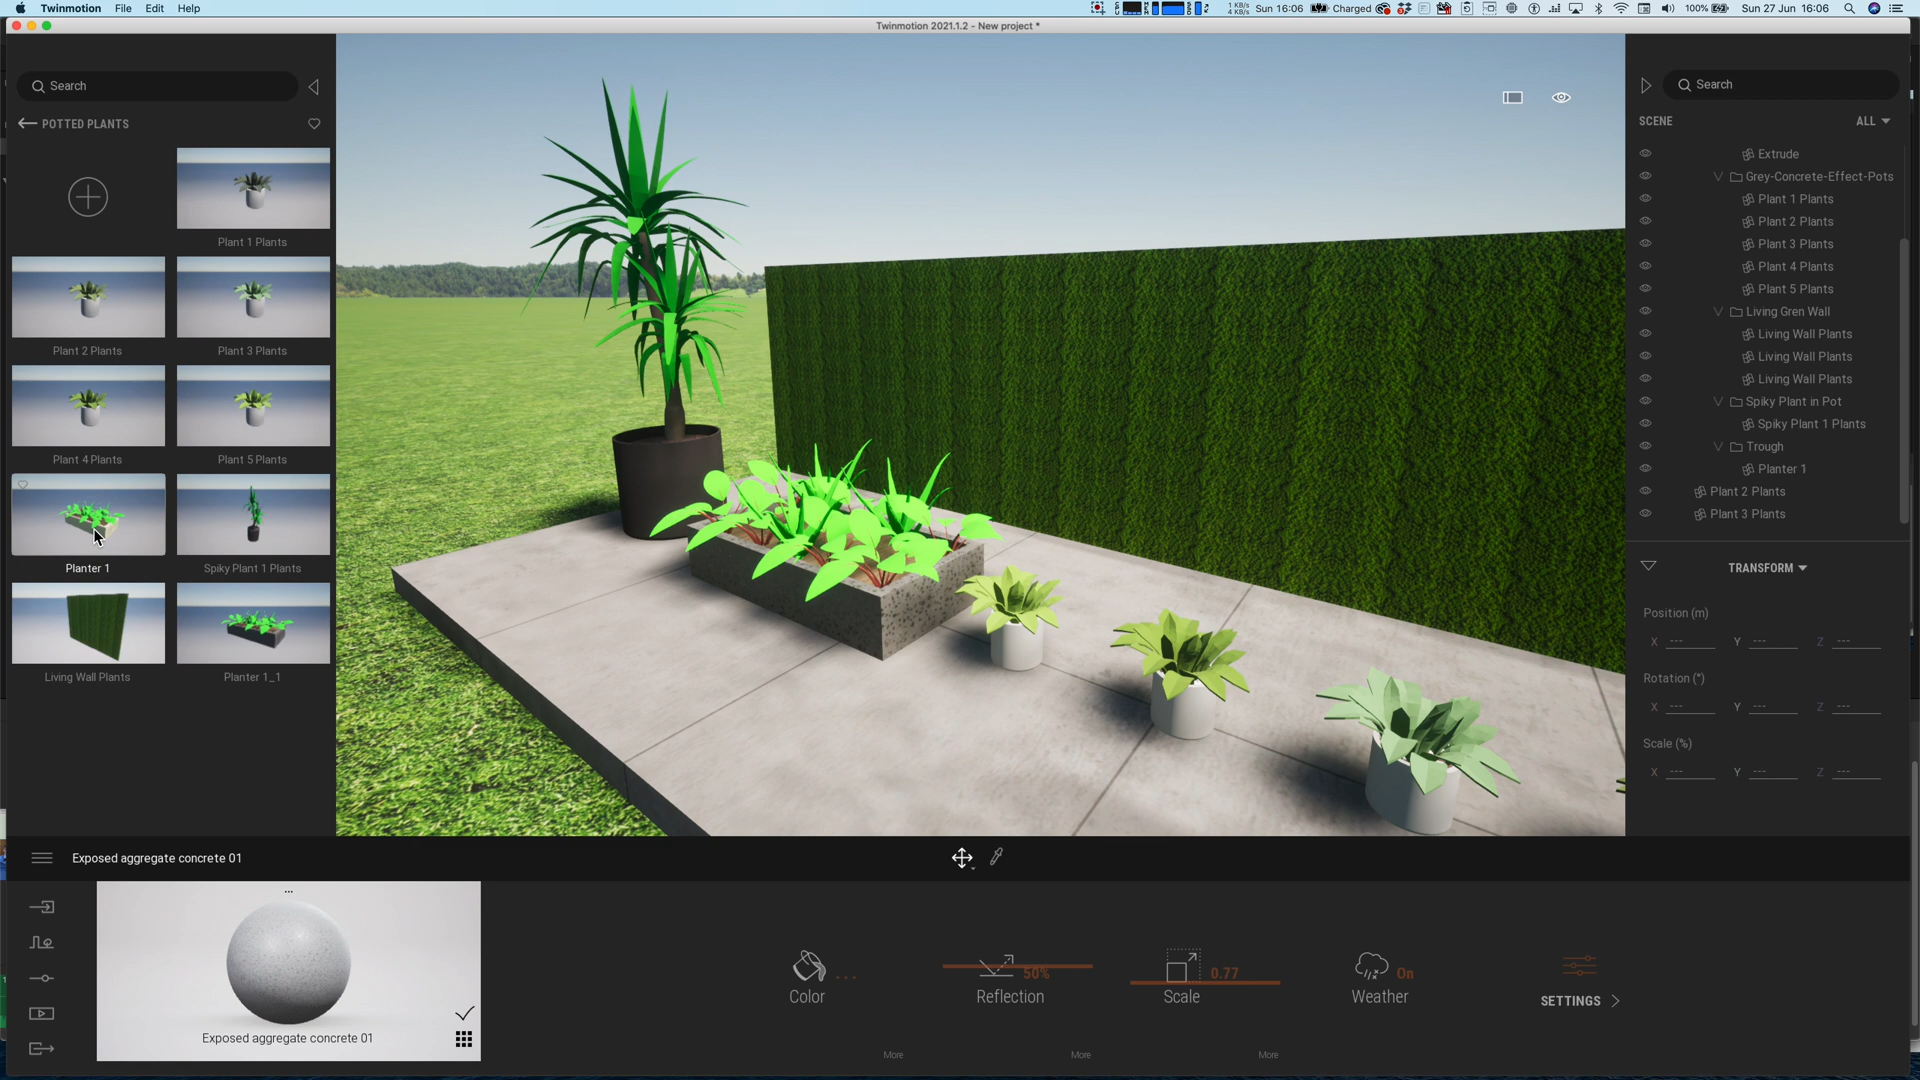 Twinmotion File Edit Help
1 KB/s
4 KB/s
Sun 16:06 Charged 100% Sun 27 Jun 16:06
Twinmotion 2021.1.2 - New project *
Search
POTTED PLANTS
Plant 1 Plants
Plant 2 Plants Plant 3 Plants
Plant 4 Plants Plant 5 Plants
Planter 1 Spiky Plant 1 Plants
Living Wall Plants Planter 1_1
Search
SCENE ALL
Extrude
Grey-Concrete-Effect-Pots
Plant 1 Plants
Plant 2 Plants
Plant 3 Plants
Plant 4 Plants
Plant 5 Plants
Living Gren Wall
Living Wall Plants
Living Wall Plants
Living Wall Plants
Spiky Plant in Pot
Spiky Plant 1 Plants
Trough
Planter 1
Plant 2 Plants
Plant 3 Plants
TRANSFORM
Position (m)
X --- Y --- Z ---
Rotation (°)
X --- Y --- Z ---
Scale (%)
X --- Y --- Z ---
Exposed aggregate concrete 01
...
Exposed aggregate concrete 01
... 50% 0.77 On
Color Reflection Scale Weather SETTINGS
More More More